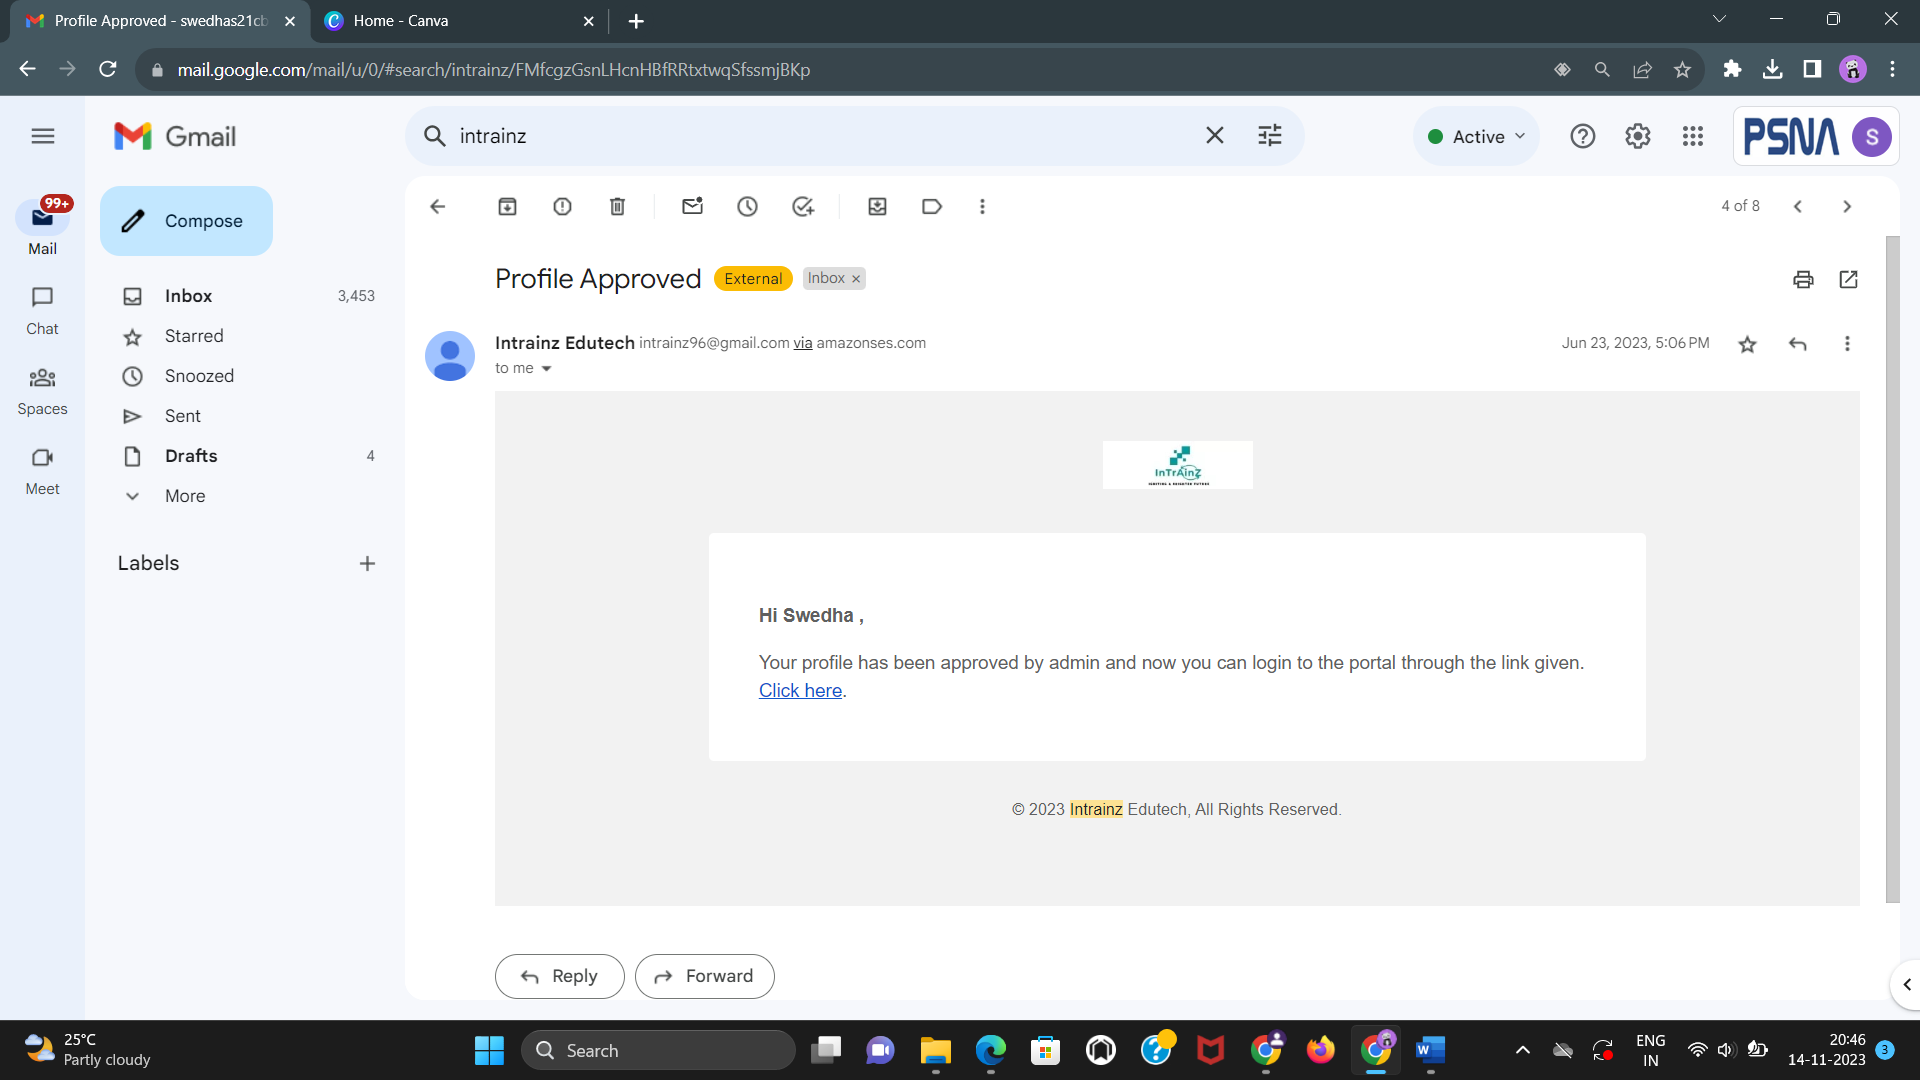 Profile Approved - swedhas21cb
Home - Canva
mail.google.com/mail/u/0/#search/intrainz/FMfcgzGsnLHcnHBfRRtxtwqSfssmjBKp
Gmail
intrainz
Active
PSNA
S
99+
Mail
Chat
Spaces
Meet
Compose
Inbox 3,453
Starred
Snoozed
Sent
Drafts 4
More
Labels
4 of 8
Profile Approved External Inbox ×
Intrainz Edutech intrainz96@gmail.com via amazonses.com
Jun 23, 2023, 5:06 PM
to me
InTrAinZ
IGNITING A BRIGHTER FUTURE
Hi Swedha ,
Your profile has been approved by admin and now you can login to the portal through the link given.
Click here.
© 2023 Intrainz Edutech, All Rights Reserved.
Reply
Forward
25°C
Partly cloudy
Search
ENG
IN
20:46
14-11-2023
3